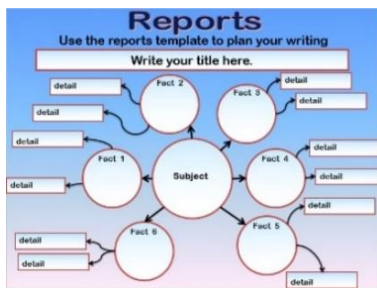 Reports
Use the reports template to plan your writing
Write your title here.
detail
Fact 2
detail
detail
Fact 3
detail
detail
Fact 1
detail
Subject
Fact 4
detail
detail
detail
Fact 6
detail
detail
Fact 5
detail
detail